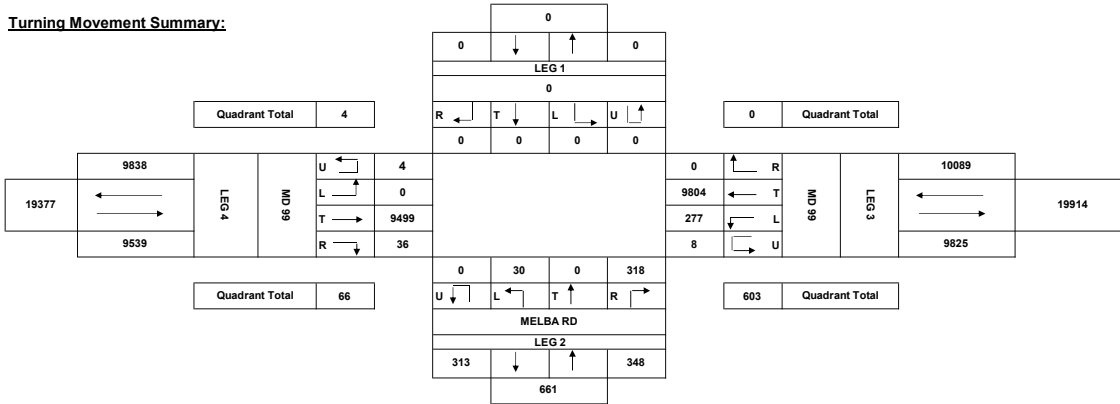 Turning Movement Summary:
0
0 0
LEG 1
0
Quadrant Total 4
R T L U
0 Quadrant Total
0 0 0 0
9838
U 4
0 R
10089
19377
LEG 4
MD 99
L 0
9804 T
MD 99
LEG 3
19914
T 9499
277 L
9539
R 36
8 U
9825
0 30 0 318
Quadrant Total 66
U L T R
603 Quadrant Total
MELBA RD
LEG 2
313 348
661